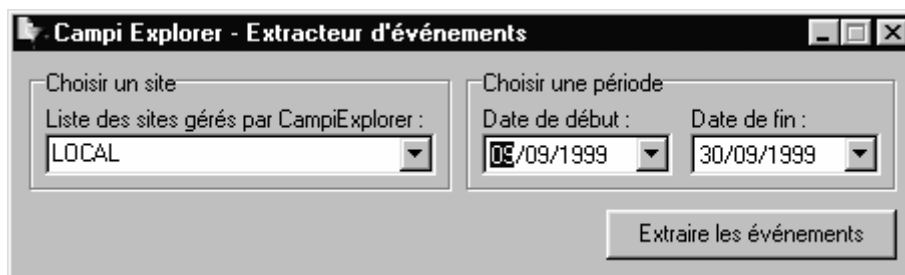 Campi Explorer - Extracteur d'événements
Choisir un site
Liste des sites gérés par CampiExplorer :
LOCAL
Choisir une période
Date de début :
09/09/1999
Date de fin :
30/09/1999
Extraire les événements